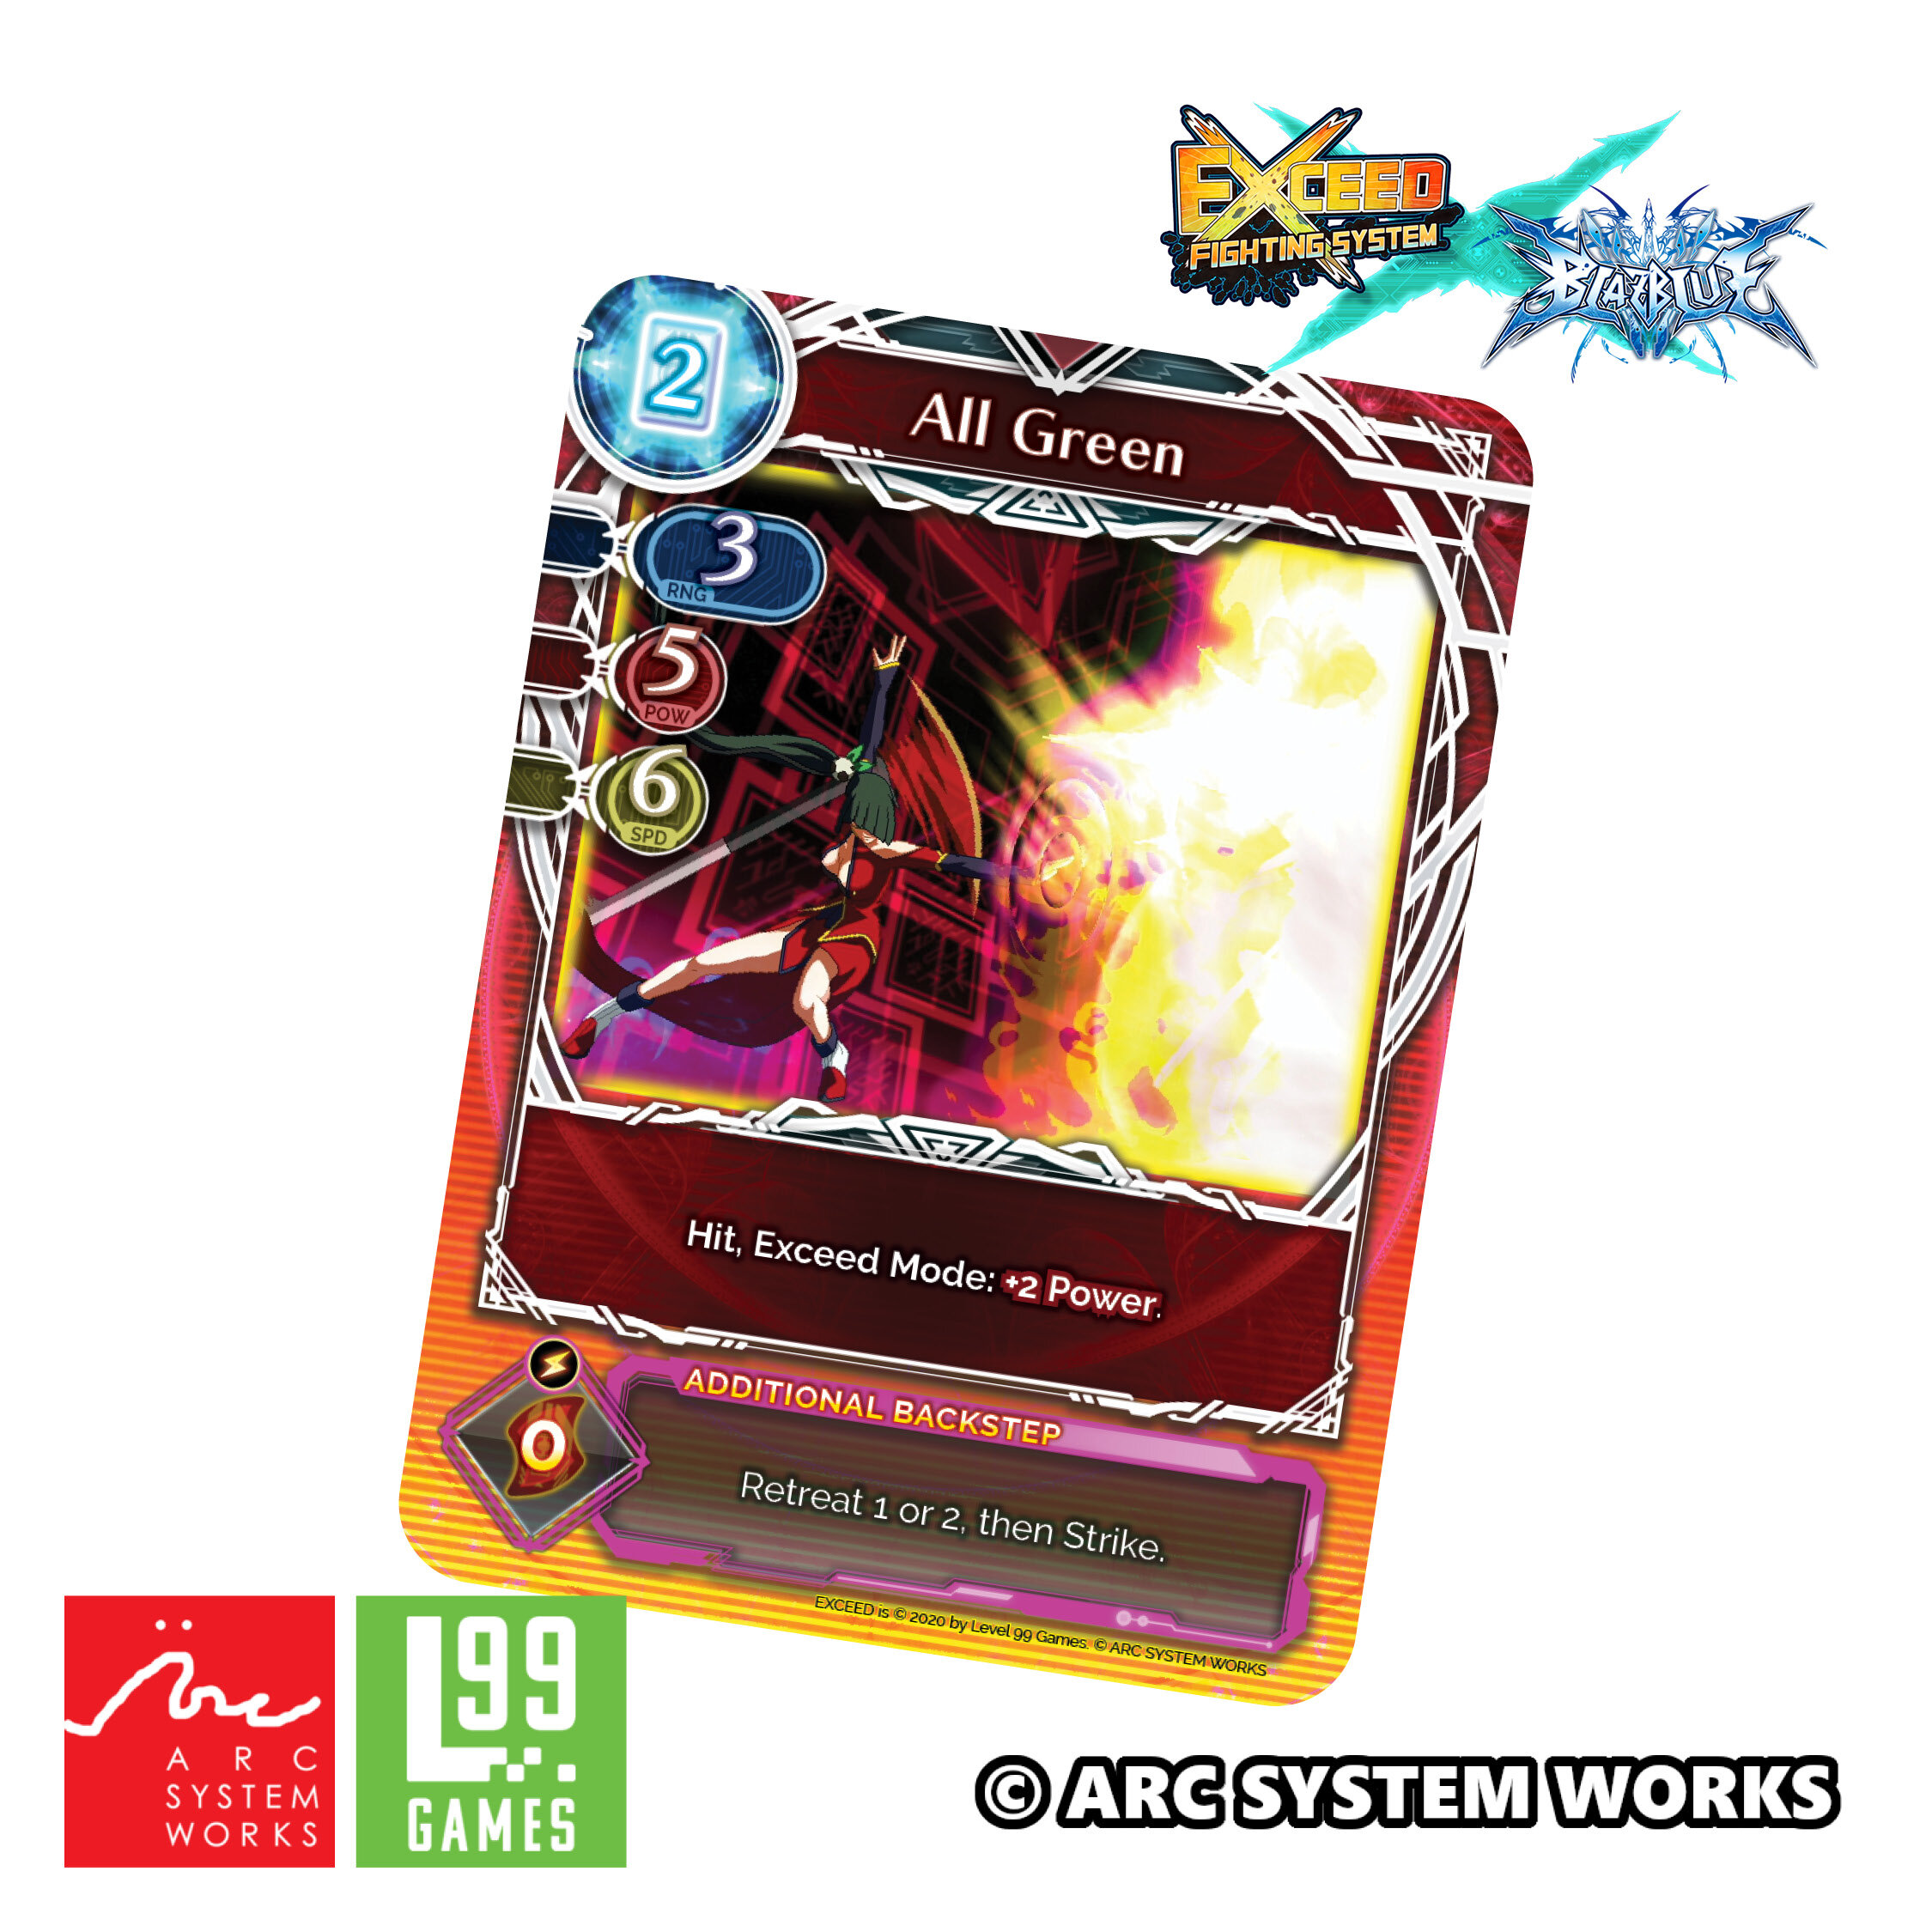 EXCEED
FIGHTING SYSTEM
BLAZBLUE
2
All Green
3
RNG
5
POW
6
SPD
Hit, Exceed Mode: +2 Power.
ADDITIONAL BACKSTEP
0
Retreat 1 or 2, then Strike.
EXCEED is © 2020 by Level 99 Games. © ARC SYSTEM WORKS
Arc
ARC
SYSTEM
WORKS
L99
GAMES
© ARC SYSTEM WORKS